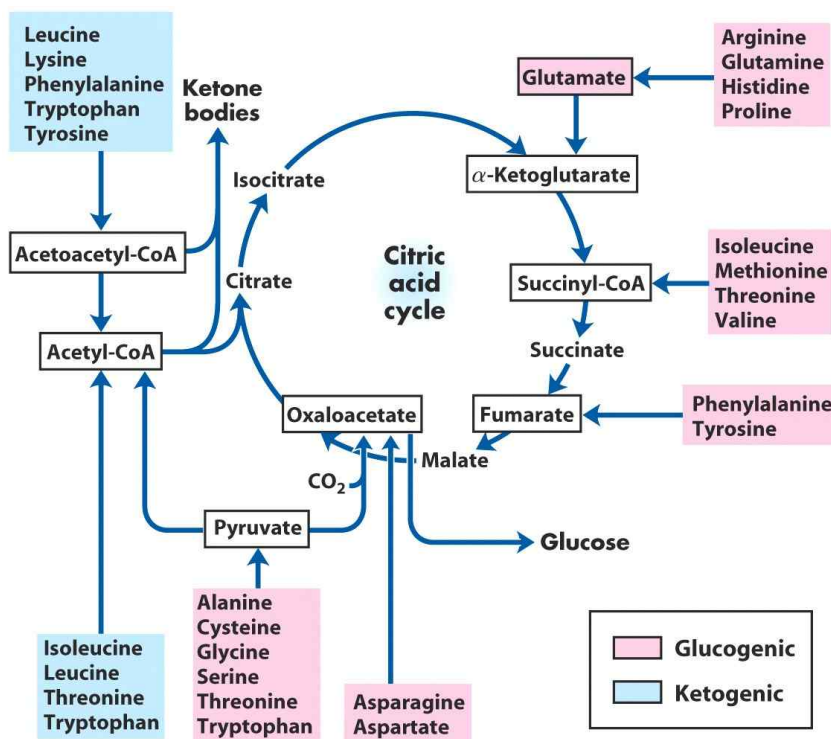 Leucine
Lysine
Phenylalanine
Tryptophan
Tyrosine
Ketone
bodies
Glutamate
Arginine
Glutamine
Histidine
Proline
Isocitrate
α-Ketoglutarate
Acetoacetyl-CoA
Citrate
Citric
acid
cycle
Succinyl-CoA
Isoleucine
Methionine
Threonine
Valine
Acetyl-CoA
Succinate
Oxaloacetate
Fumarate
Phenylalanine
Tyrosine
Malate
CO₂
Pyruvate
Glucose
Isoleucine
Leucine
Threonine
Tryptophan
Alanine
Cysteine
Glycine
Serine
Threonine
Tryptophan
Asparagine
Aspartate
Glucogenic
Ketogenic